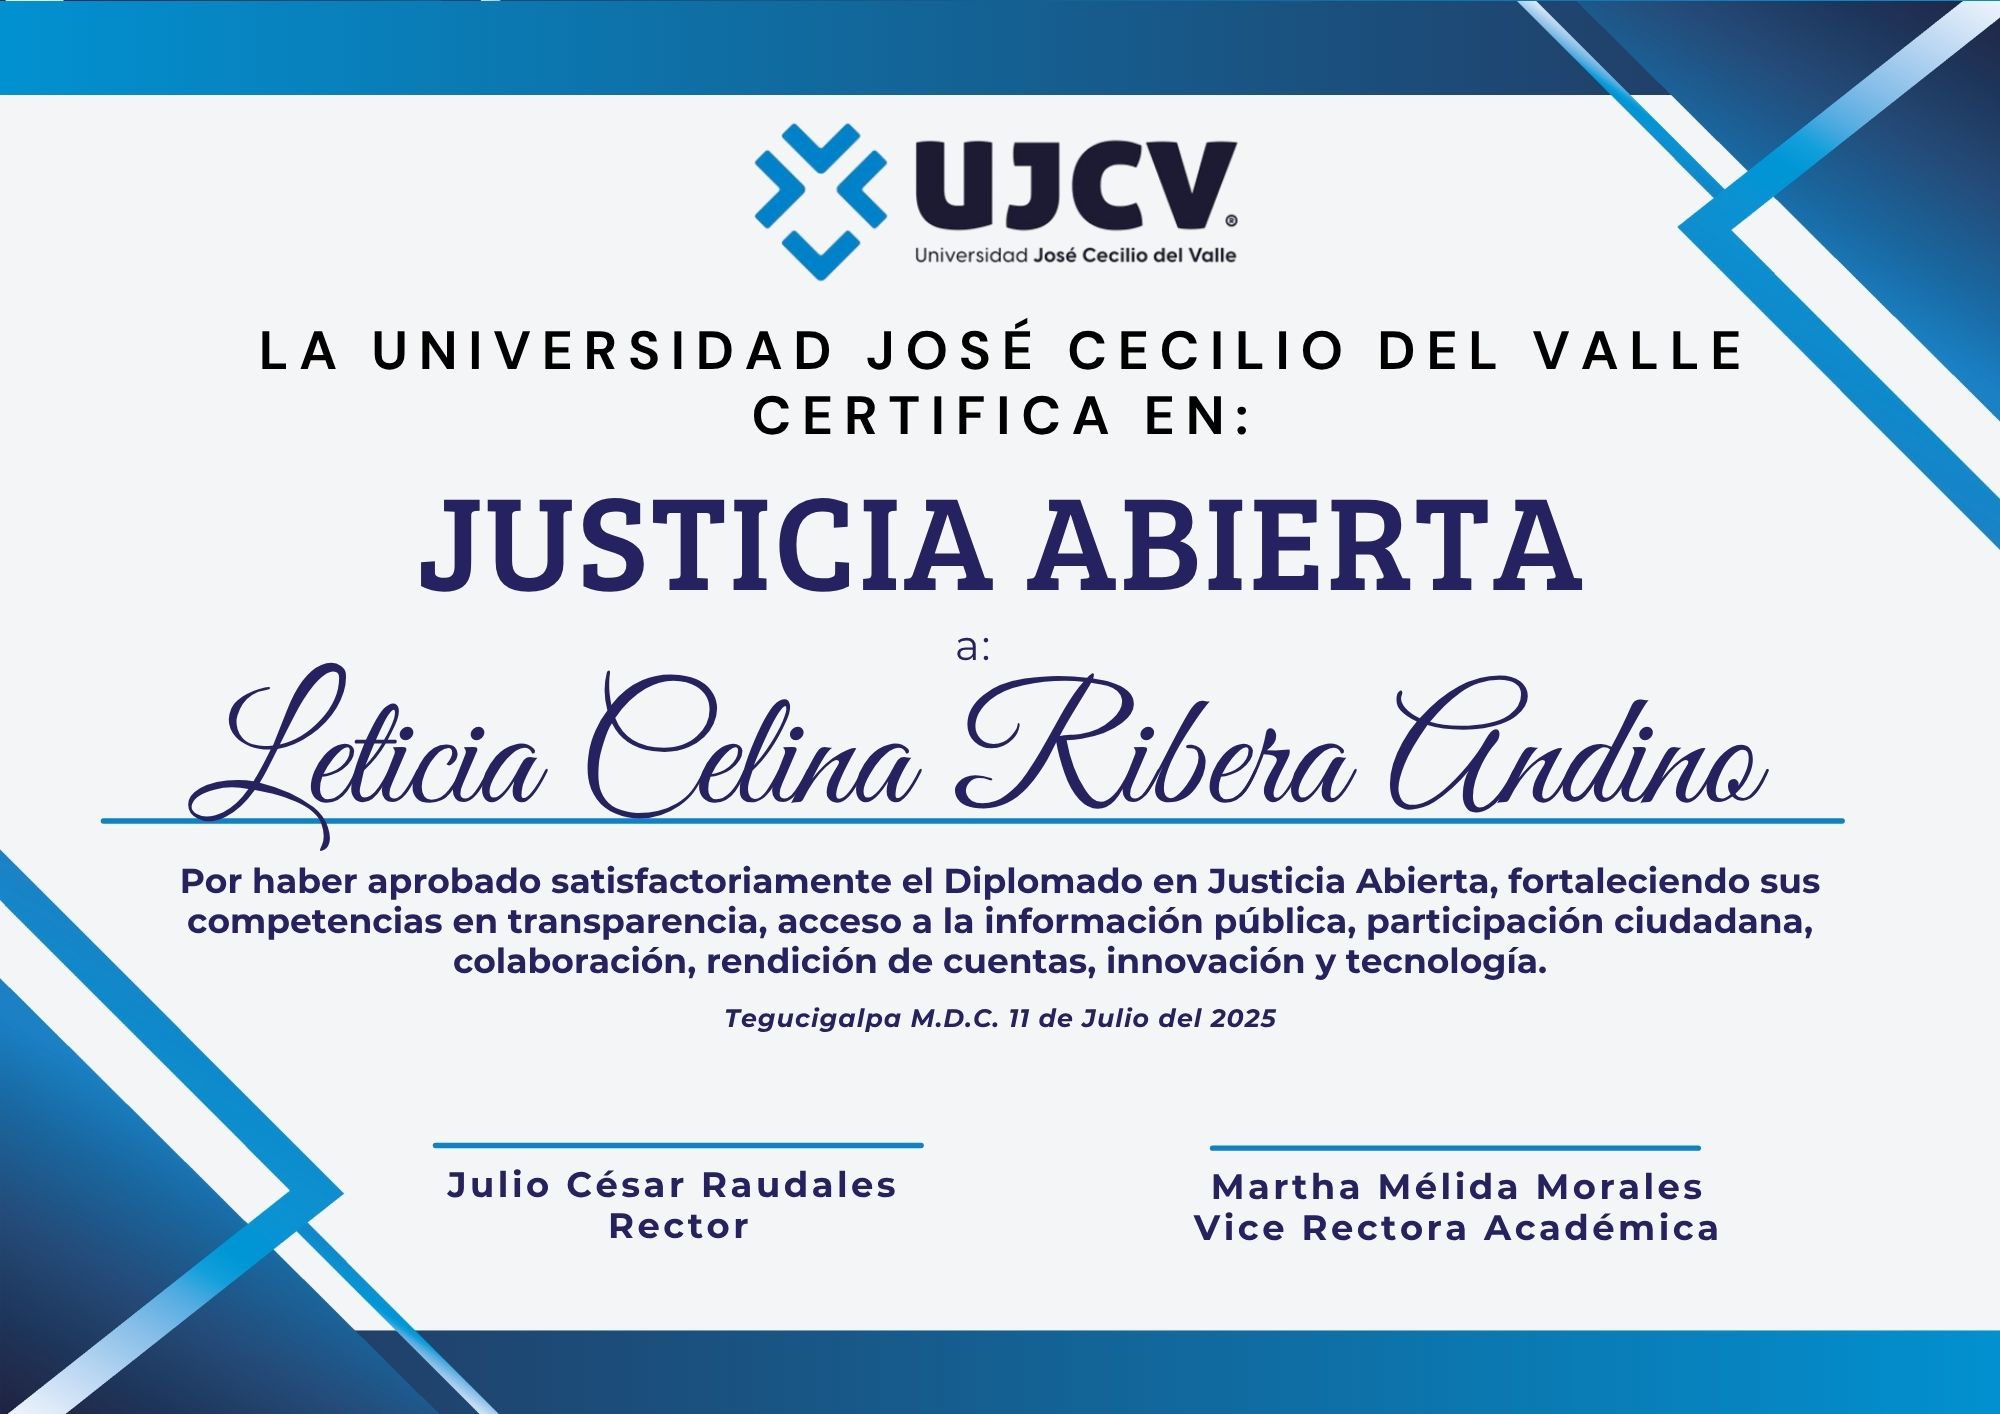 UJCV®
Universidad José Cecilio del Valle
LA UNIVERSIDAD JOSÉ CECILIO DEL VALLE
CERTIFICA EN:
JUSTICIA ABIERTA
a:
Leticia Celina Ribera Andino
Por haber aprobado satisfactoriamente el Diplomado en Justicia Abierta, fortaleciendo sus
competencias en transparencia, acceso a la información pública, participación ciudadana,
colaboración, rendición de cuentas, innovación y tecnología.
Tegucigalpa M.D.C. 11 de Julio del 2025
Julio César Raudales
Rector
Martha Mélida Morales
Vice Rectora Académica